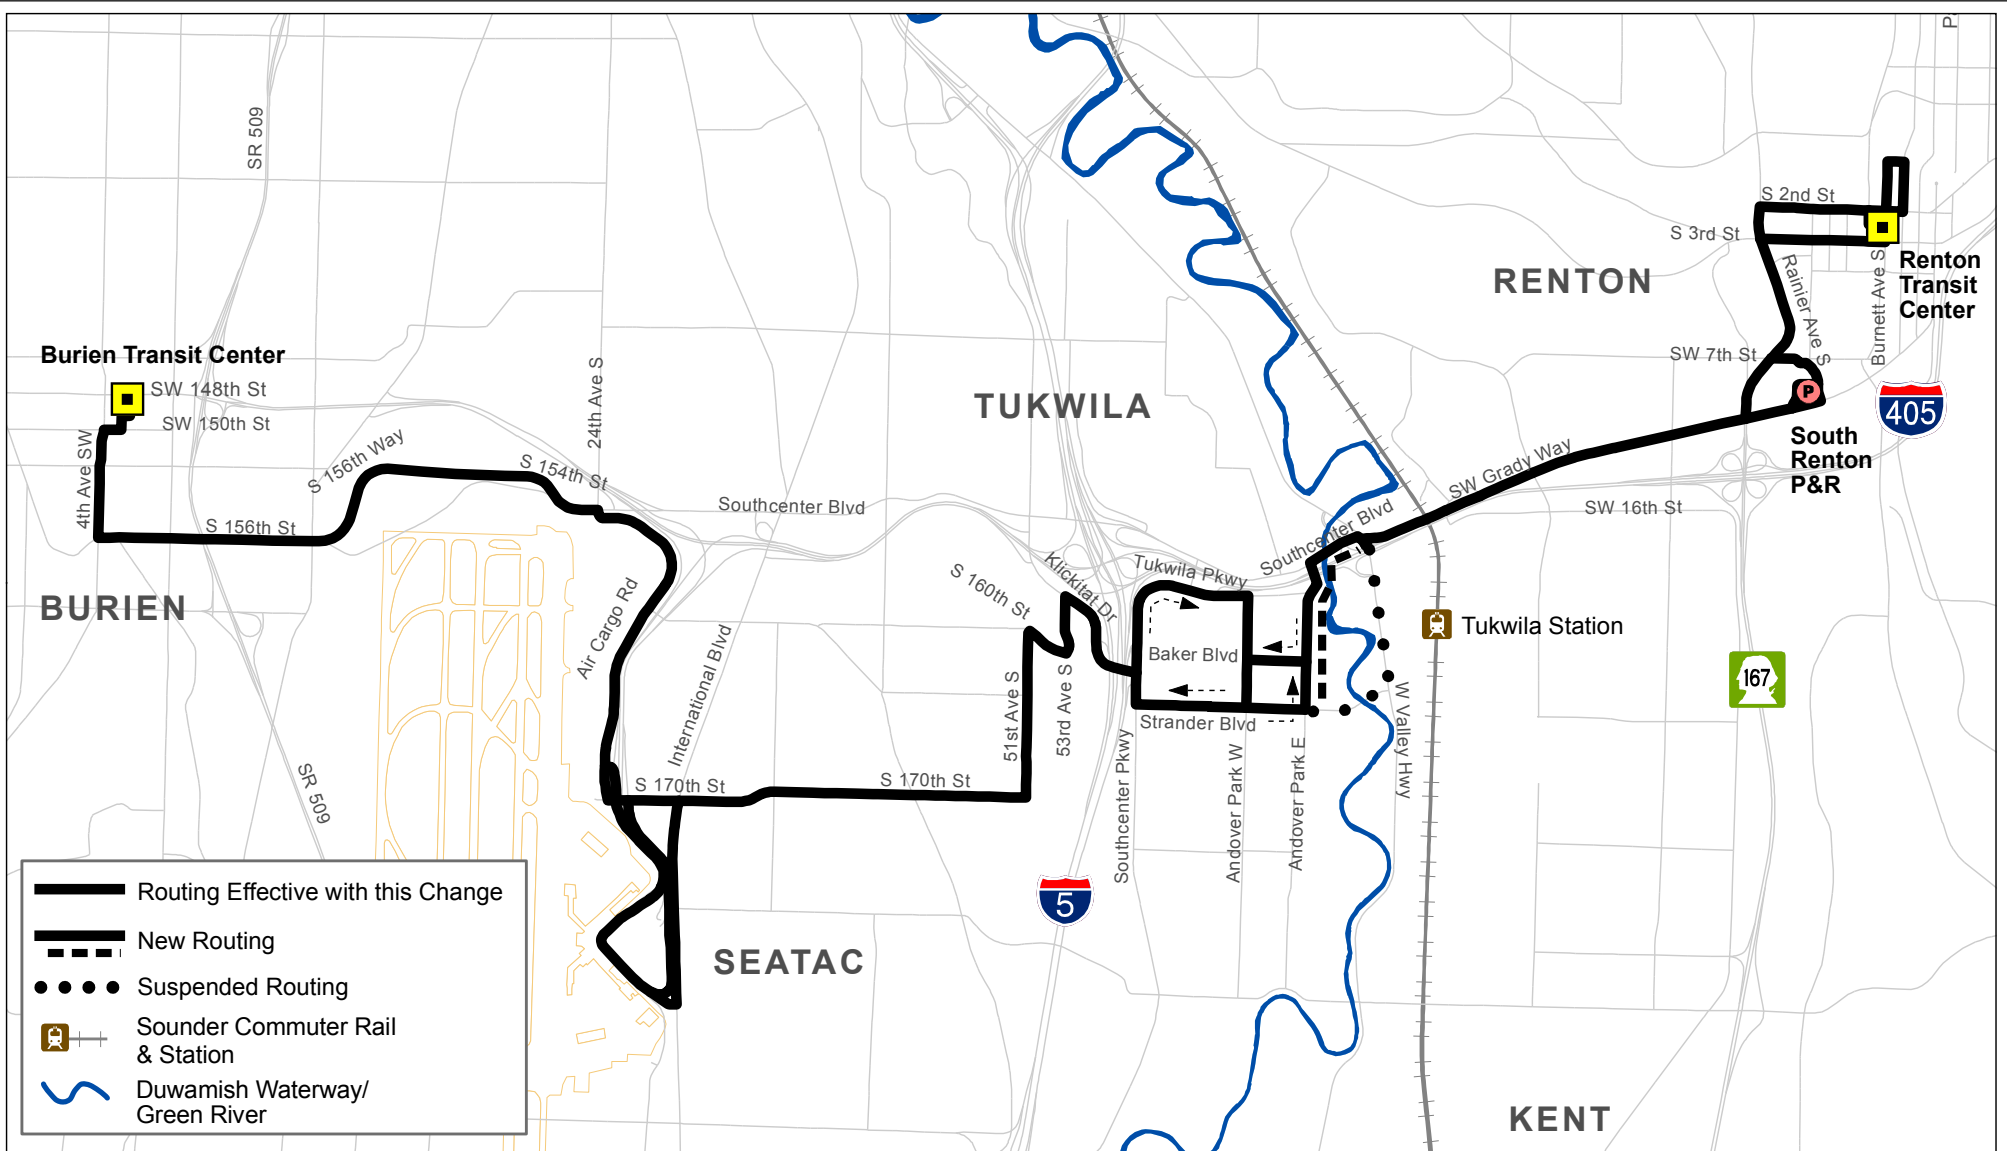 P
SR 509
S 2nd St
S 3rd St
RENTON
Rainier Ave S
Burnett Ave S
Renton
Transit
Center
Burien Transit Center
SW 148th St
SW 150th St
4th Ave SW
S 156th Way
24th Ave S
S 154th St
TUKWILA
SW 7th St
P
405
South
Renton
P&R
SW Grady Way
SW 16th St
S 156th St
Southcenter Blvd
Southcenter Blvd
Klickitat Dr
Tukwila Pkwy
S 160th St
BURIEN
Air Cargo Rd
International Blvd
Tukwila Station
Baker Blvd
167
51st Ave S
53rd Ave S
Strander Blvd
W Valley Hwy
Southcenter Pkwy
Andover Park W
Andover Park E
SR 509
S 170th St
S 170th St
5
SEATAC
KENT
Routing Effective with this Change
New Routing
Suspended Routing
Sounder Commuter Rail
& Station
Duwamish Waterway/
Green River